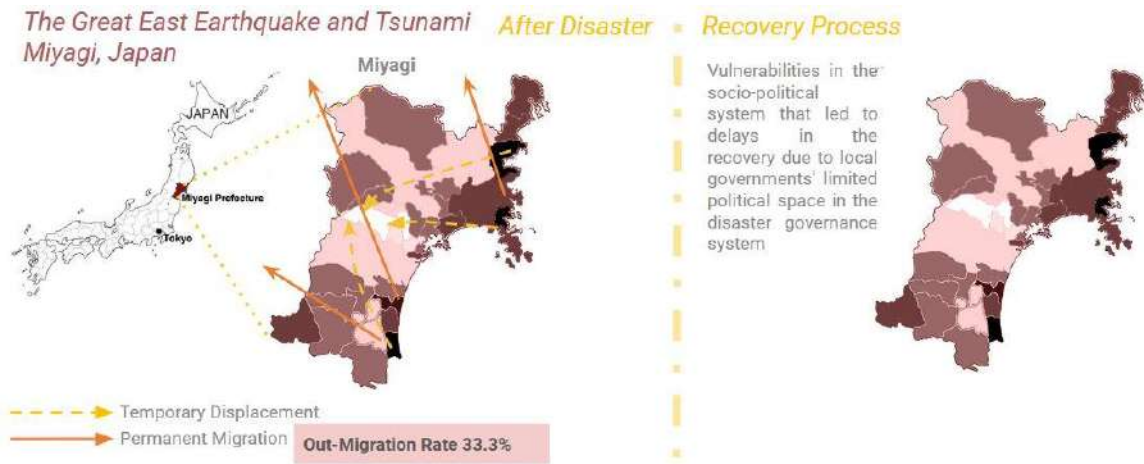 The Great East Earthquake and Tsunami
Miyagi, Japan
After Disaster
Recovery Process
Miyagi
JAPAN
Miyagi Prefecture
Tokyo
Vulnerabilities in the
socio-political
system that led to
delays in the
recovery due to local
governments' limited
political space in the
disaster governance
system
Temporary Displacement
Permanent Migration
Out-Migration Rate 33.3%